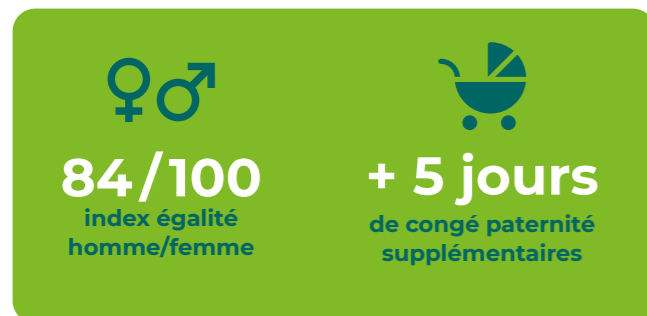 84/100
index égalité
homme/femme
+ 5 jours
de congé paternité
supplémentaires